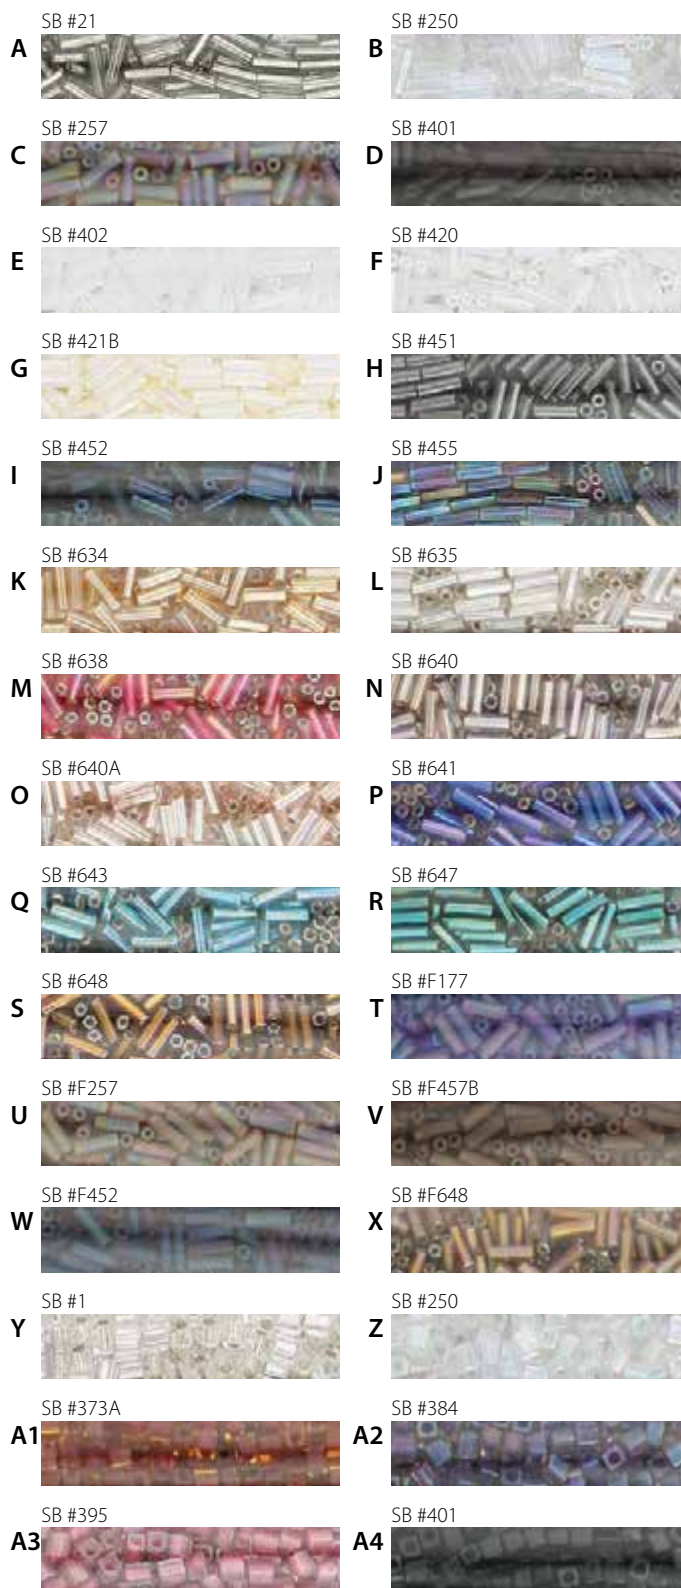 SB #21
A
SB #250
B
SB #257
C
SB #401
D
SB #402
E
SB #420
F
SB #421B
G
SB #451
H
SB #452
I
SB #455
J
SB #634
K
SB #635
L
SB #638
M
SB #640
N
SB #640A
O
SB #641
P
SB #643
Q
SB #647
R
SB #648
S
SB #F177
T
SB #F257
U
SB #F457B
V
SB #F452
W
SB #F648
X
SB #1
Y
SB #250
Z
SB #373A
A1
SB #384
A2
SB #395
A3
SB #401
A4